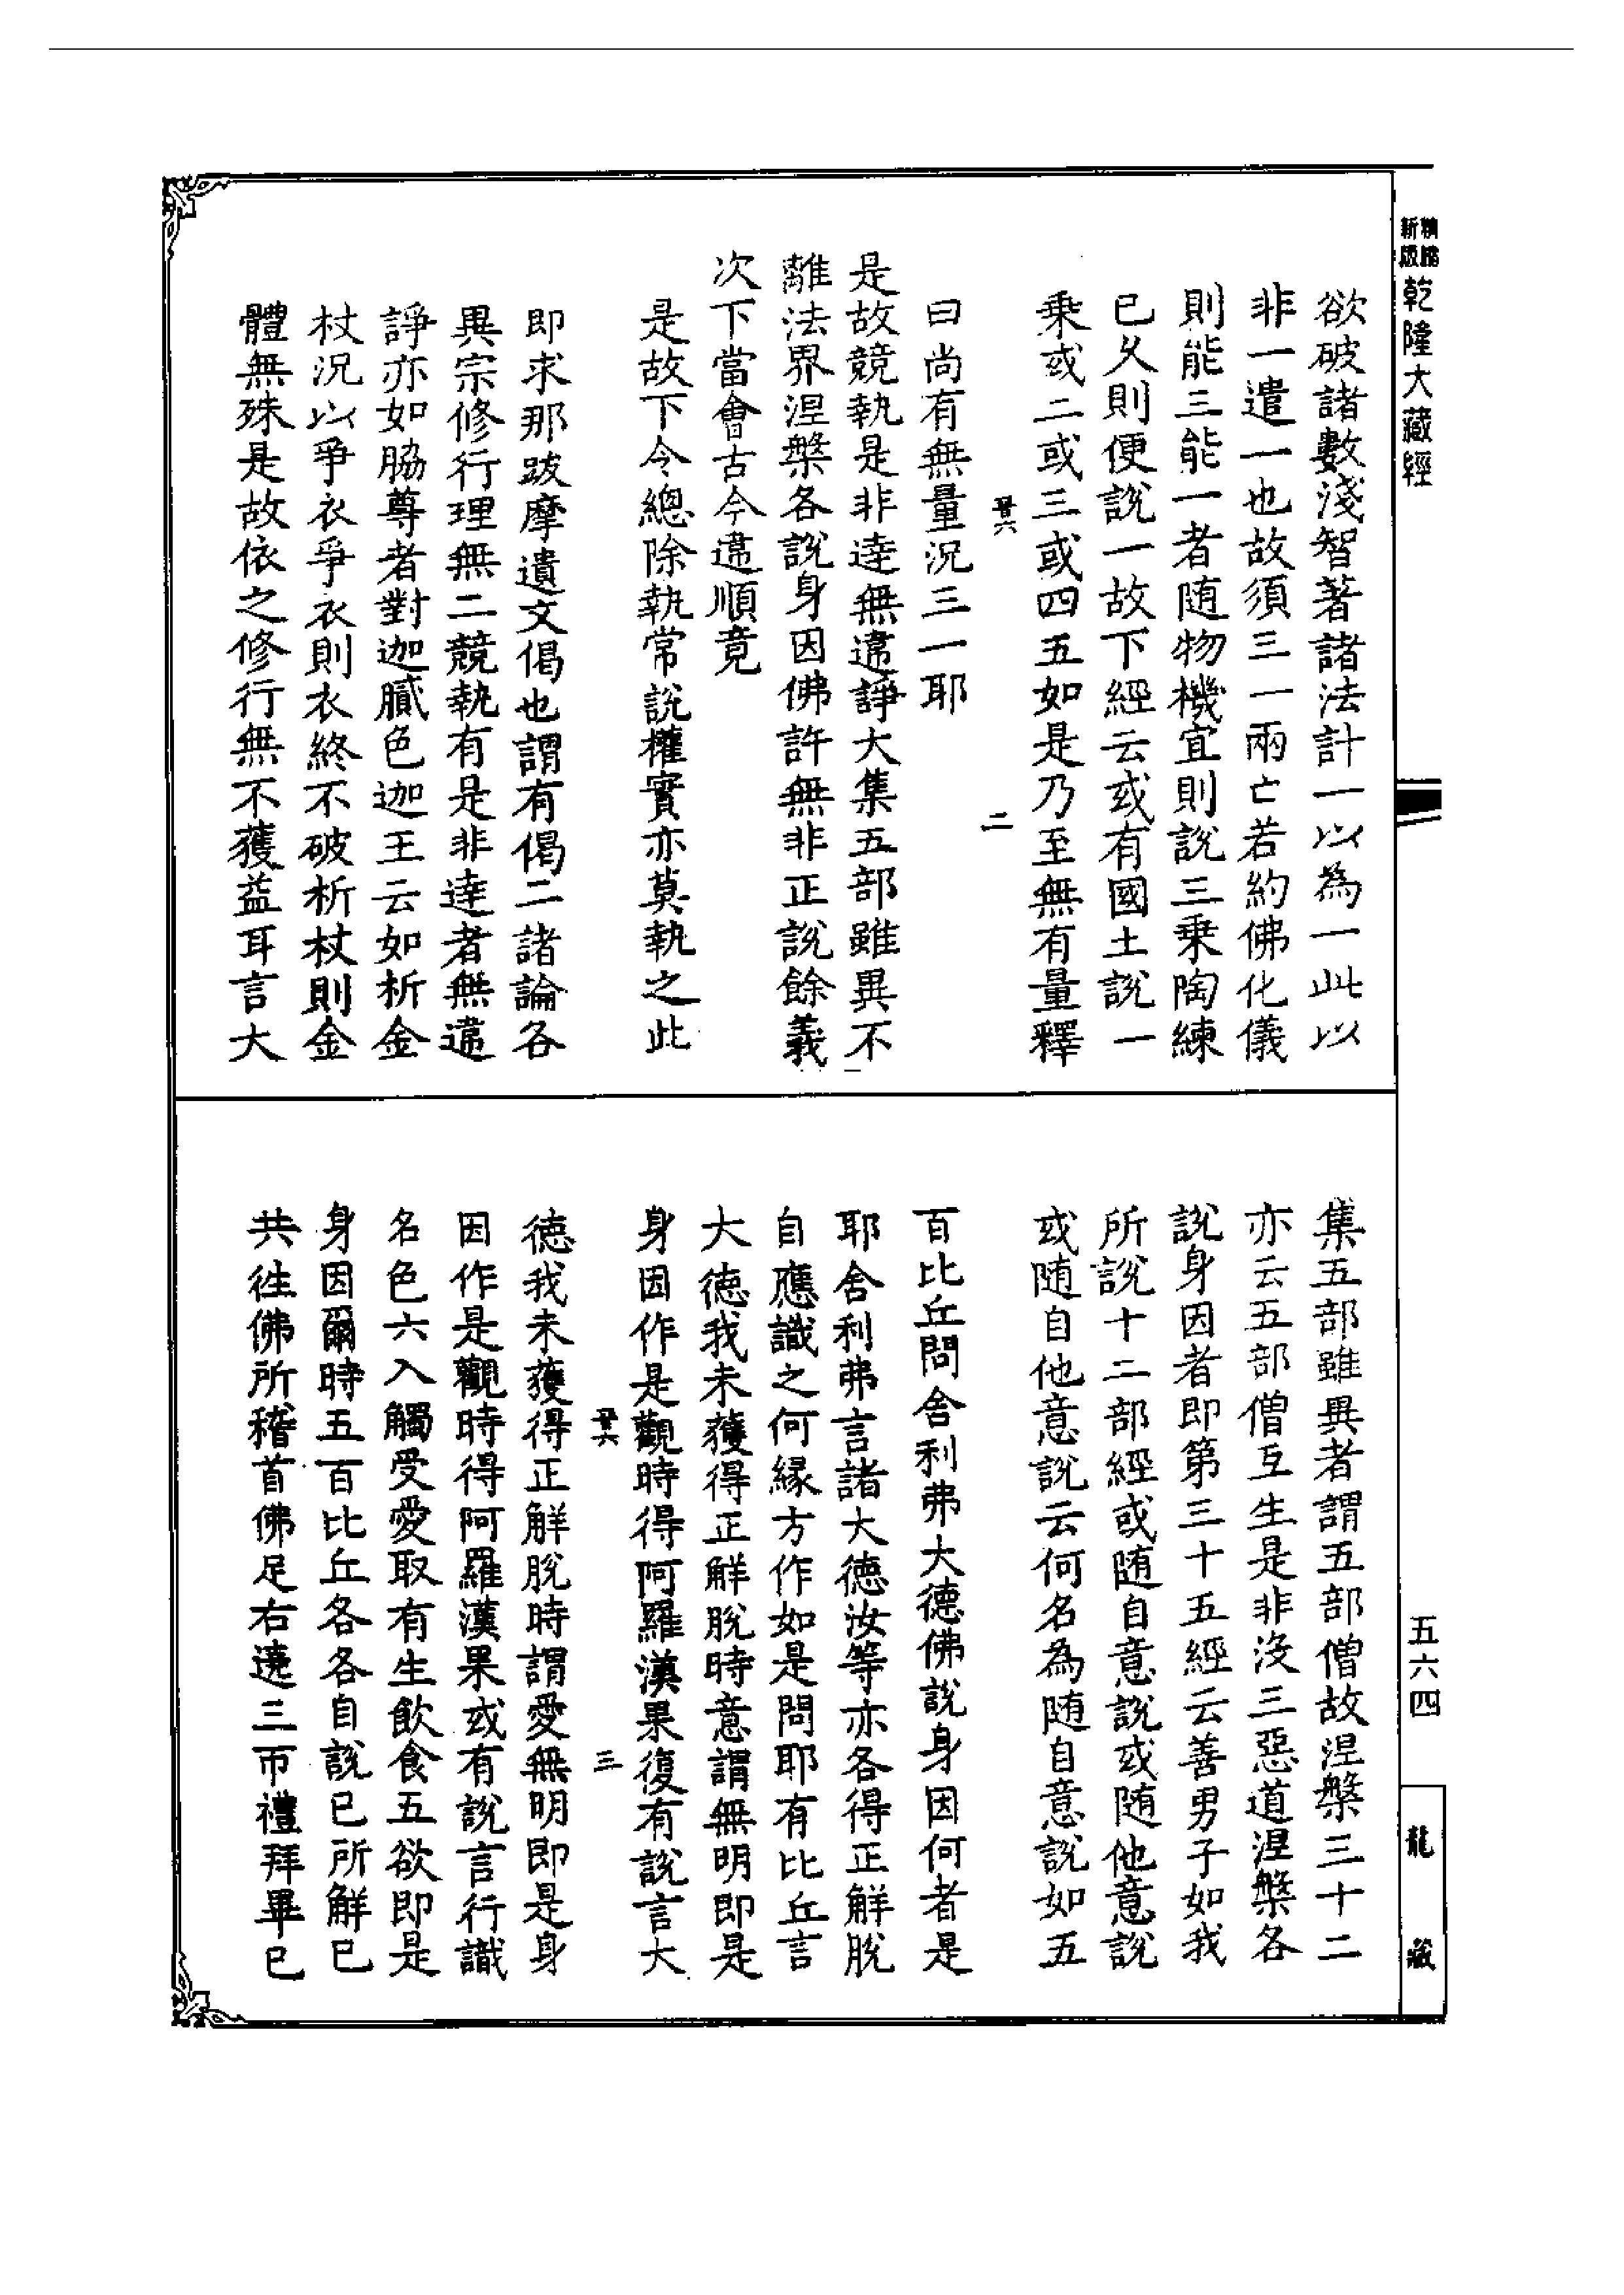 精縮
新版
乾隆大藏經
欲破諸數淺智著諸法計一以為一此以
非一遣一也故須三一兩亡若約佛化儀
則能三能一者随物機宜則說三乗陶練
已乆則便說一故下經云或有國土說一
乗或二或三或四五如是乃至無有量釋
二
曰尚有無量況三一耶
是故競執是非達無違諍大集五部雖異不
離法界涅槃各說身因佛許無非正說餘義
次下當會古今違順竟
是故下令總除執常說權實亦莫執之此
即求那跋摩遺文偈也謂有偈二諸論各
異宗修行理無二競執有是非達者無違
諍亦如脇尊者對迦膩色迦王云如析金
杖況以爭衣爭衣則衣終不破析杖則金
體無殊是故依之修行無不獲益耳言大
集五部雖異者謂五部僧故涅槃三十二
亦云五部僧互生是非沒三惡道涅槃各
說身因者即第三十五經云善男子如我
所說十二部經或随自意說或随他意說
或随自他意說云何名為随自意說如五
百比丘問舍利弗大德佛說身因何者是
耶舍利弗言諸大德汝等亦各得正解脫
自應識之何緣方作如是問耶有比丘言
大德我未獲得正解脫時意謂無明即是
身因作是觀時得阿羅漢果復有說言大
三
德我未獲得正解脫時謂愛無明即是身
因作是觀時得阿羅漢果或有說言行識
名色六入觸受愛取有生飲食五欲即是
身因爾時五百比丘各各自說已所解已
共往佛所稽首佛足右遶三帀禮拜畢已
五六四
龍藏